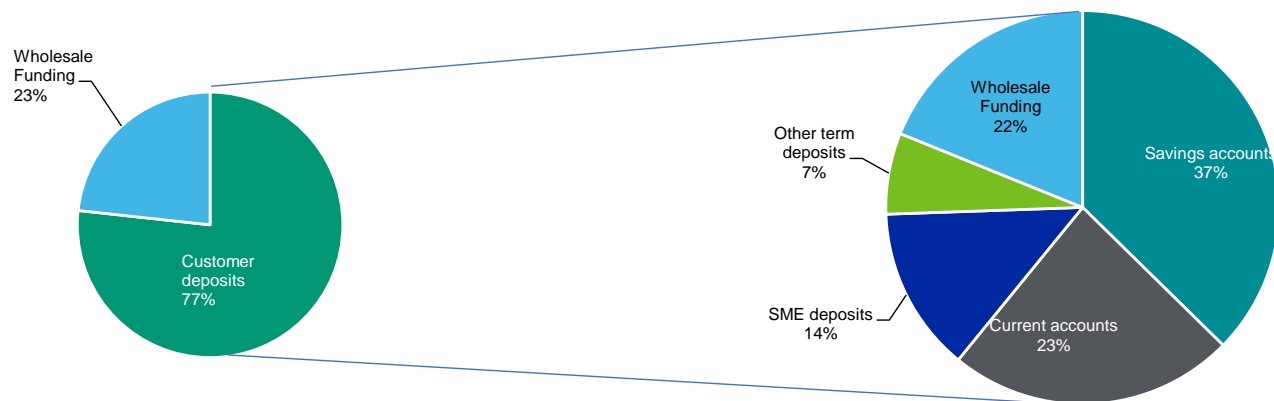 Wholesale
Funding
23%
Customer
deposits
77%
Wholesale
Funding
22%
Other term
deposits
7%
Savings accounts
37%
SME deposits
14%
Current accounts
23%